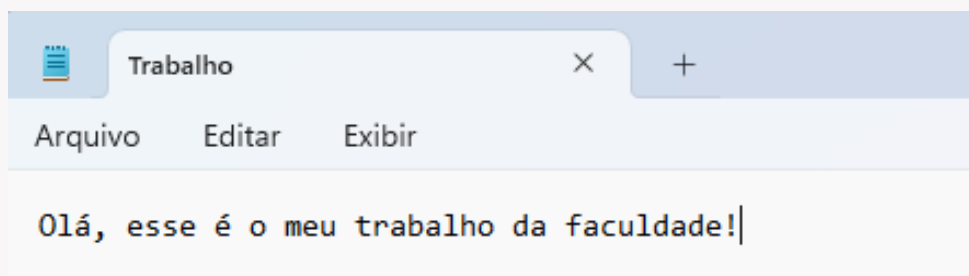 Trabalho
Arquivo Editar Exibir
Olá, esse é o meu trabalho da faculdade!